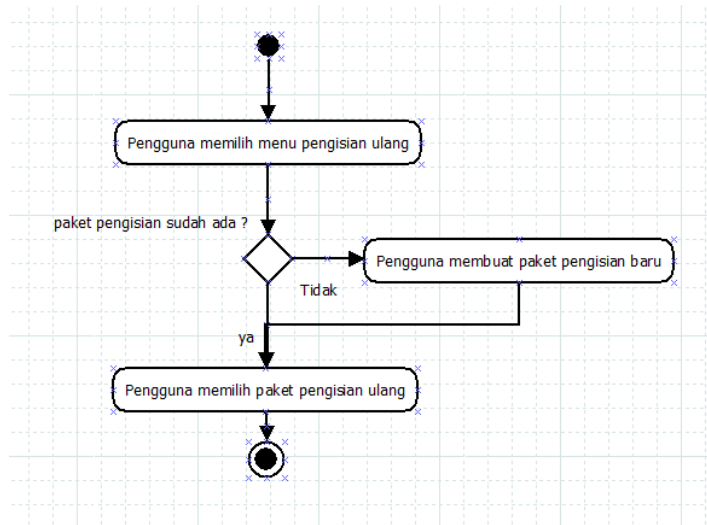 Pengguna memilih menu pengisian ulang
paket pengisian sudah ada ?
Pengguna membuat paket pengisian baru
Tidak
ya
Pengguna memilih paket pengisian ulang